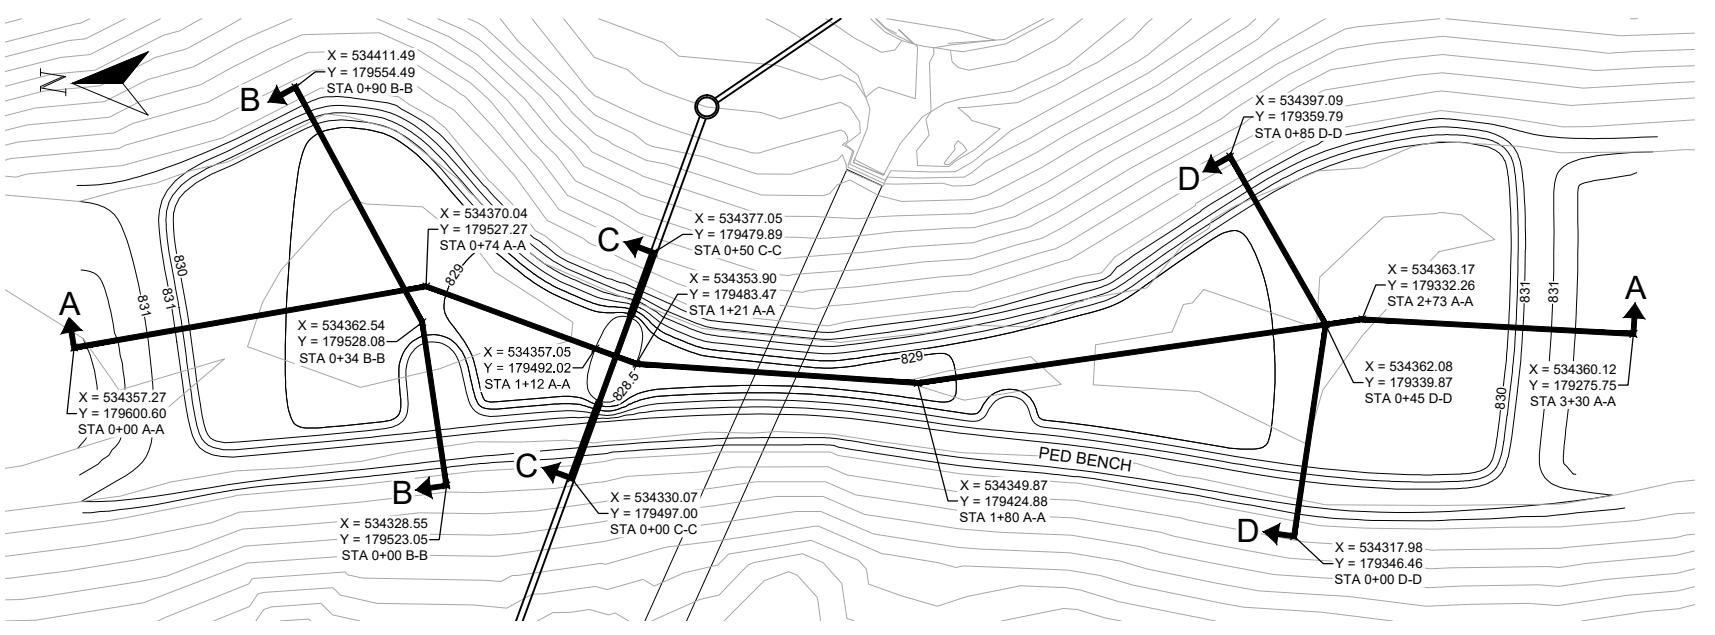 N
X = 534411.49
Y = 179554.49
STA 0+90 B-B
B
X = 534397.09
Y = 179359.79
STA 0+85 D-D
D
X = 534370.04
Y = 179527.27
STA 0+74 A-A
X = 534377.05
Y = 179479.89
STA 0+50 C-C
C
830
829
X = 534353.90
Y = 179483.47
STA 1+21 A-A
X = 534363.17
Y = 179332.26
STA 2+73 A-A
A
831
831
831
831
A
X = 534362.54
Y = 179528.08
STA 0+34 B-B
X = 534357.05
Y = 179492.02
STA 1+12 A-A
829
828.5
X = 534362.08
Y = 179339.87
STA 0+45 D-D
X = 534360.12
Y = 179275.75
STA 3+30 A-A
830
X = 534357.27
Y = 179600.60
STA 0+00 A-A
PED BENCH
C
B
X = 534349.87
Y = 179424.88
STA 1+80 A-A
X = 534330.07
Y = 179497.00
STA 0+00 C-C
X = 534328.55
Y = 179523.05
STA 0+00 B-B
D
X = 534317.98
Y = 179346.46
STA 0+00 D-D